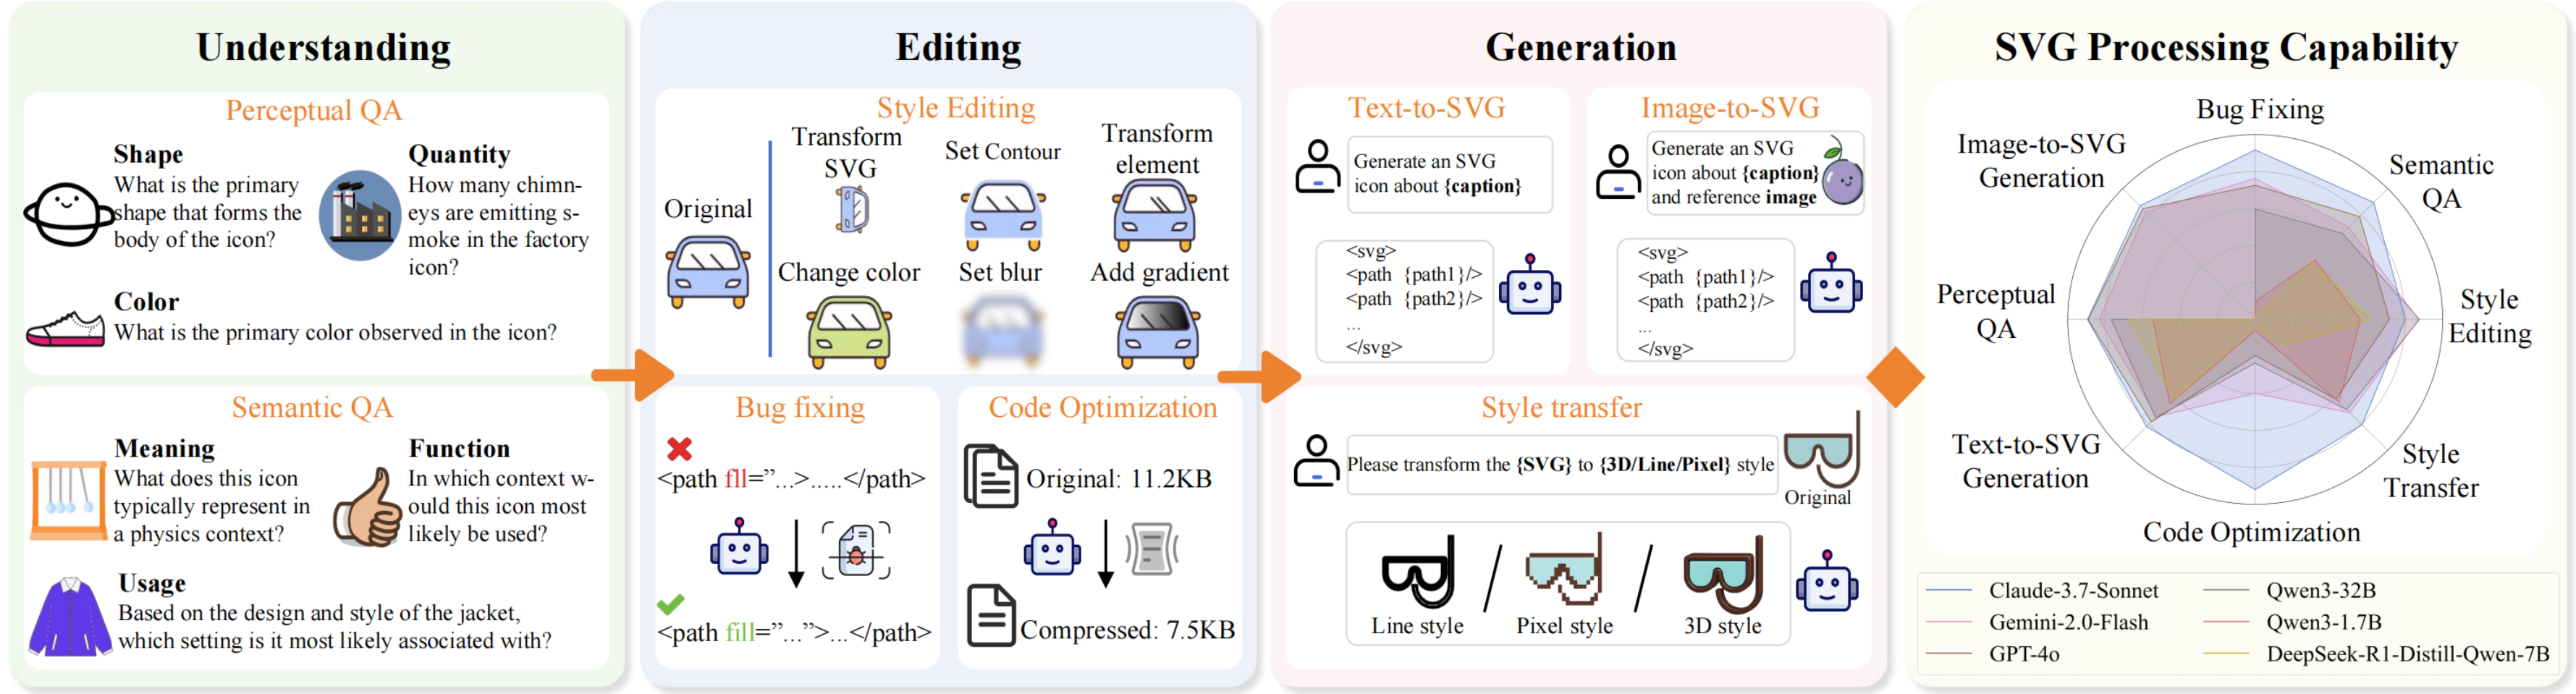 Understanding
Perceptual QA
Shape
What is the primary
shape that forms the
body of the icon?
Quantity
How many chimn-
eys are emitting s-
moke in the factory
icon?
Color
What is the primary color observed in the icon?
Semantic QA
Meaning
What does this icon
typically represent in
a physics context?
Function
In which context w-
ould this icon most
likely be used?
Usage
Based on the design and style of the jacket,
which setting is it most likely associated with?
Editing
Style Editing
Original
Transform
SVG
Set Contour
Transform
element
Change color
Set blur
Add gradient
Bug fixing
<path fll=”...>.....</path>
<path fill=”...”>...</path>
Code Optimization
Original: 11.2KB
Compressed: 7.5KB
Generation
Text-to-SVG
Generate an SVG
icon about {caption}
<svg>
<path {path1}/>
<path {path2}/>
...
</svg>
Image-to-SVG
Generate an SVG
icon about {caption}
and reference image
<svg>
<path {path1}/>
<path {path2}/>
...
</svg>
Style transfer
Please transform the {SVG} to {3D/Line/Pixel} style
Original
Line style
Pixel style
3D style
SVG Processing Capability
Bug Fixing
Semantic
QA
Style
Editing
Style
Transfer
Code Optimization
Text-to-SVG
Generation
Perceptual
QA
Image-to-SVG
Generation
Claude-3.7-Sonnet
Gemini-2.0-Flash
GPT-4o
Qwen3-32B
Qwen3-1.7B
DeepSeek-R1-Distill-Qwen-7B